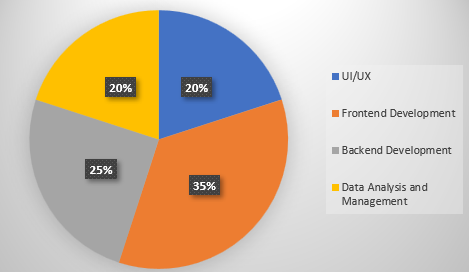 20%
20%
25%
35%
UI/UX
Frontend Development
Backend Development
Data Analysis and
Management